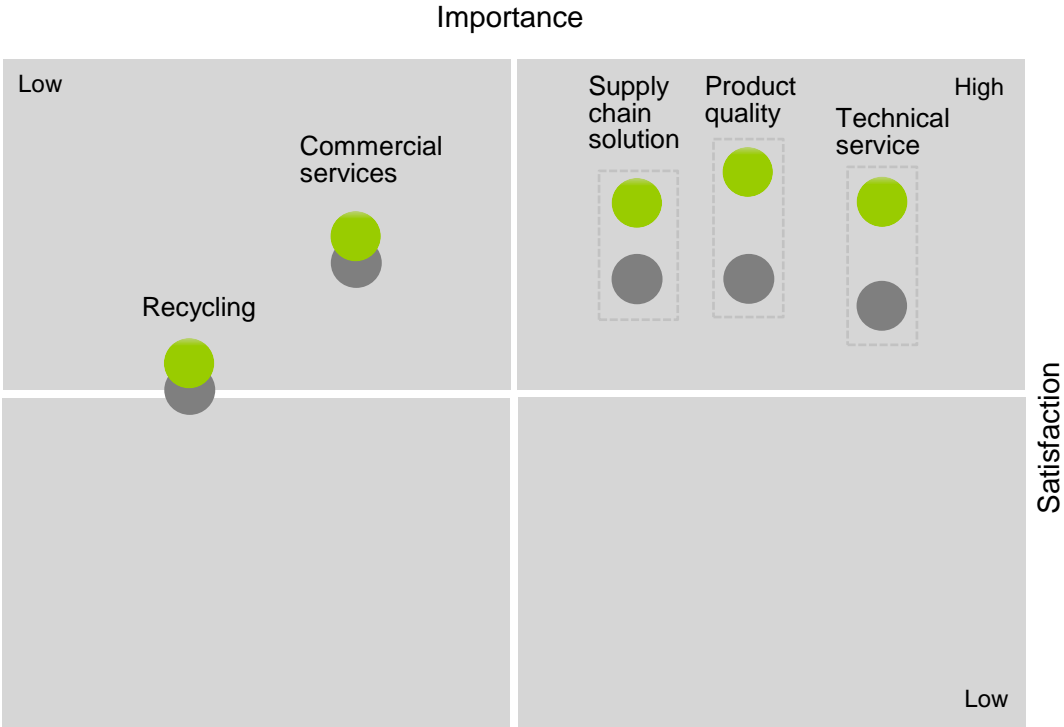 Importance
Low
High
Supply
chain
solution
Product
quality
Technical
service
Commercial
services
Recycling
Satisfaction
Low